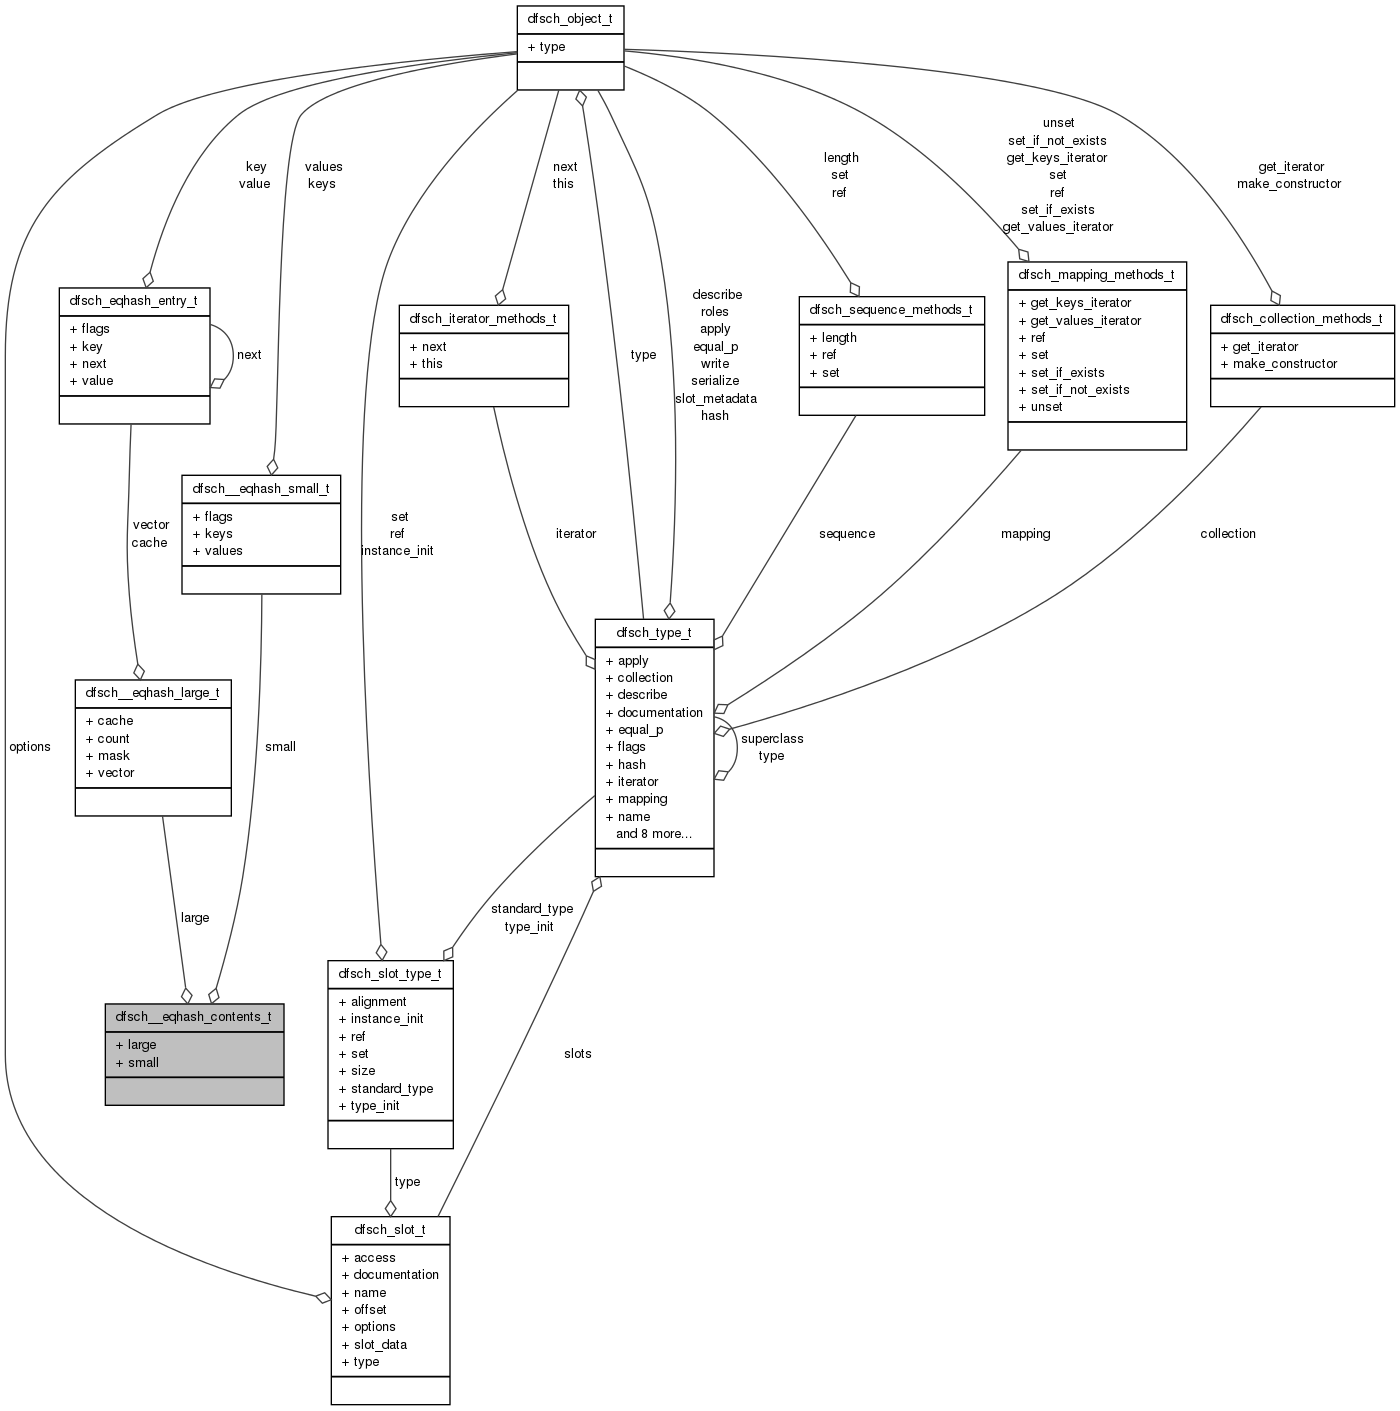 dfsch_object_t
+ type
key
value
values
keys
next
this
length
set
ref
unset
set_if_not_exists
get_keys_iterator
set
ref
set_if_exists
get_values_iterator
get_iterator
make_constructor
dfsch_eqhash_entry_t
+ flags
+ key
+ next
+ value
next
dfsch_iterator_methods_t
+ next
+ this
type
describe
roles
apply
equal_p
write
serialize
slot_metadata
hash
dfsch_sequence_methods_t
+ length
+ ref
+ set
dfsch_mapping_methods_t
+ get_keys_iterator
+ get_values_iterator
+ ref
+ set
+ set_if_exists
+ set_if_not_exists
+ unset
dfsch_collection_methods_t
+ get_iterator
+ make_constructor
vector
cache
dfsch__eqhash_small_t
+ flags
+ keys
+ values
set
ref
instance_init
iterator
sequence
mapping
collection
dfsch__eqhash_large_t
+ cache
+ count
+ mask
+ vector
options
small
dfsch_type_t
+ apply
+ collection
+ describe
+ documentation
+ equal_p
+ flags
+ hash
+ iterator
+ mapping
+ name
and 8 more...
superclass
type
large
standard_type
type_init
dfsch__eqhash_contents_t
+ large
+ small
dfsch_slot_type_t
+ alignment
+ instance_init
+ ref
+ set
+ size
+ standard_type
+ type_init
slots
type
dfsch_slot_t
+ access
+ documentation
+ name
+ offset
+ options
+ slot_data
+ type